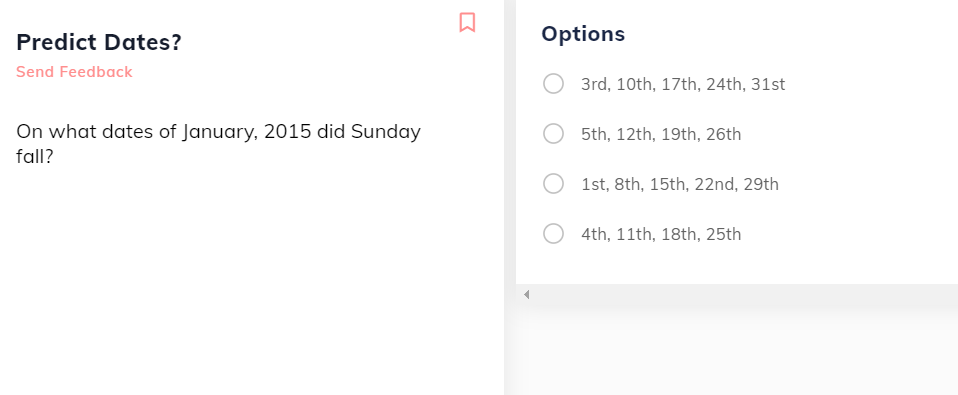 Predict Dates?
Send Feedback
On what dates of January, 2015 did Sunday
fall?
Options
3rd, 10th, 17th, 24th, 31st
5th, 12th, 19th, 26th
1st, 8th, 15th, 22nd, 29th
4th, 11th, 18th, 25th